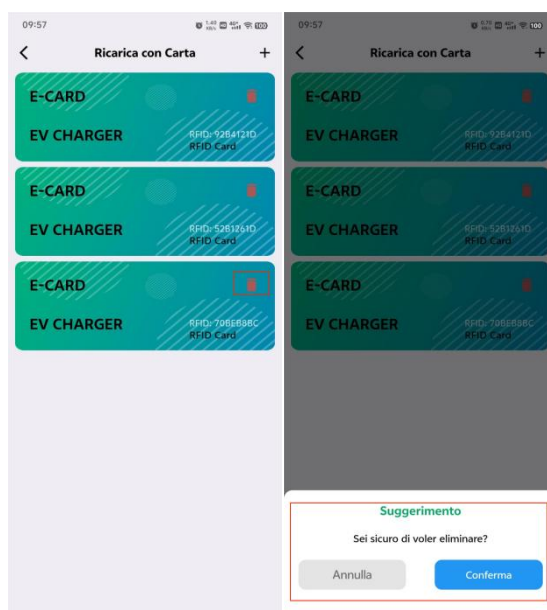 09:57
Ricarica con Carta +
E-CARD
EV CHARGER
RFID: 92B4121D
RFID Card
E-CARD
EV CHARGER
RFID: 52B1261D
RFID Card
E-CARD
EV CHARGER
RFID: 70BEB8BC
RFID Card
09:57
Ricarica con Carta +
E-CARD
EV CHARGER
RFID: 92B4121D
RFID Card
E-CARD
EV CHARGER
RFID: 52B1261D
RFID Card
E-CARD
EV CHARGER
RFID: 70BEB8BC
RFID Card
Suggerimento
Sei sicuro di voler eliminare?
Annulla
Conferma